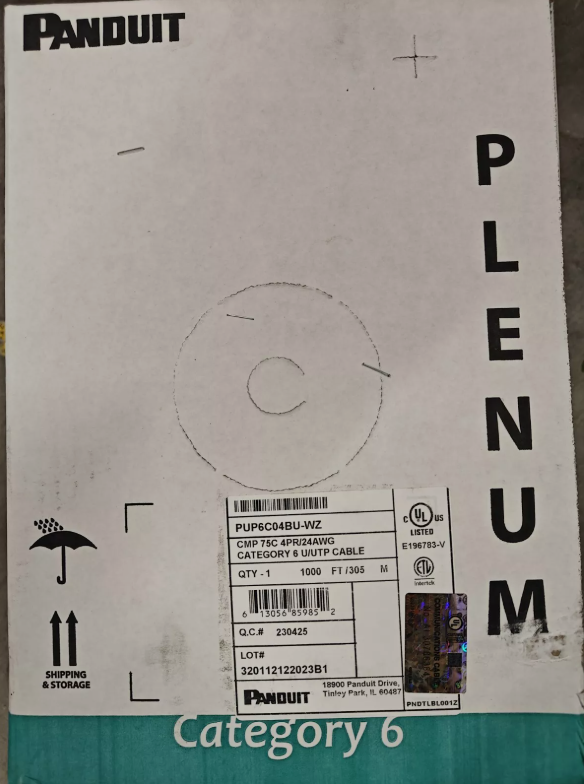 PANDUIT
P
L
E
N
U
M
PUP6C04BU-WZ
CMP 75C 4PR/24AWG
CATEGORY 6 U/UTP CABLE
QTY - 1 1000 FT /305 M
6 13056 85985 2
Q.C.# 230425
LOT#
320112122023B1
PANDUIT
18900 Panduit Drive,
Tinley Park, IL 60487
C UL US
LISTED
E196783-V
ETL
Intertek
PNDTLBL001Z
SHIPPING
& STORAGE
Category 6